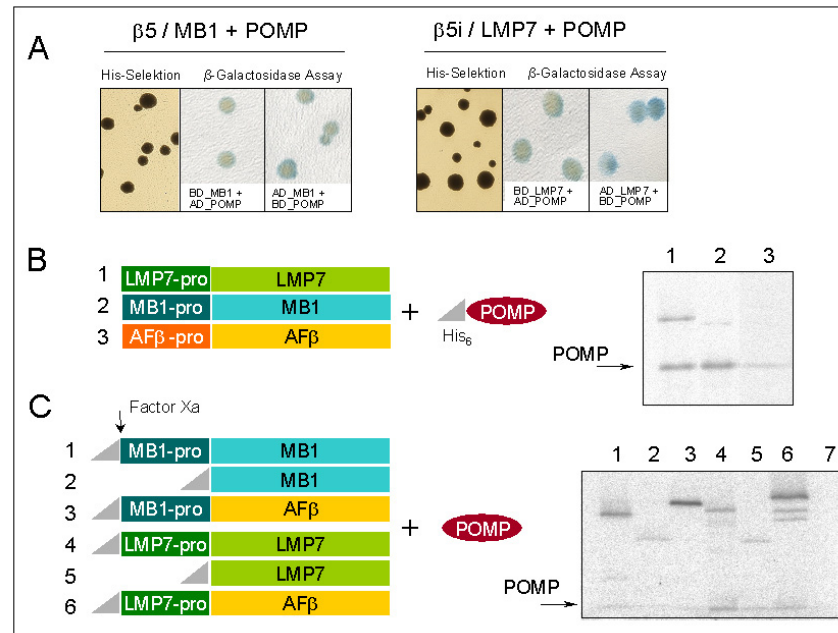 A
β5 / MB1 + POMP
β5i / LMP7 + POMP
His-Selektion
β-Galactosidase Assay
His-Selektion
β-Galactosidase Assay
BD_MB1 +
AD_POMP
AD_MB1 +
BD_POMP
BD_LMP7 +
AD_POMP
AD_LMP7 +
BD_POMP
B
1 LMP7-pro LMP7
2 MB1-pro MB1
3 AFβ-pro AFβ
+
POMP
His6
1 2 3
POMP
C
Factor Xa
1 MB1-pro MB1
2 MB1
3 MB1-pro AFβ
4 LMP7-pro LMP7
5 LMP7
6 LMP7-pro AFβ
+
POMP
1 2 3 4 5 6 7
POMP